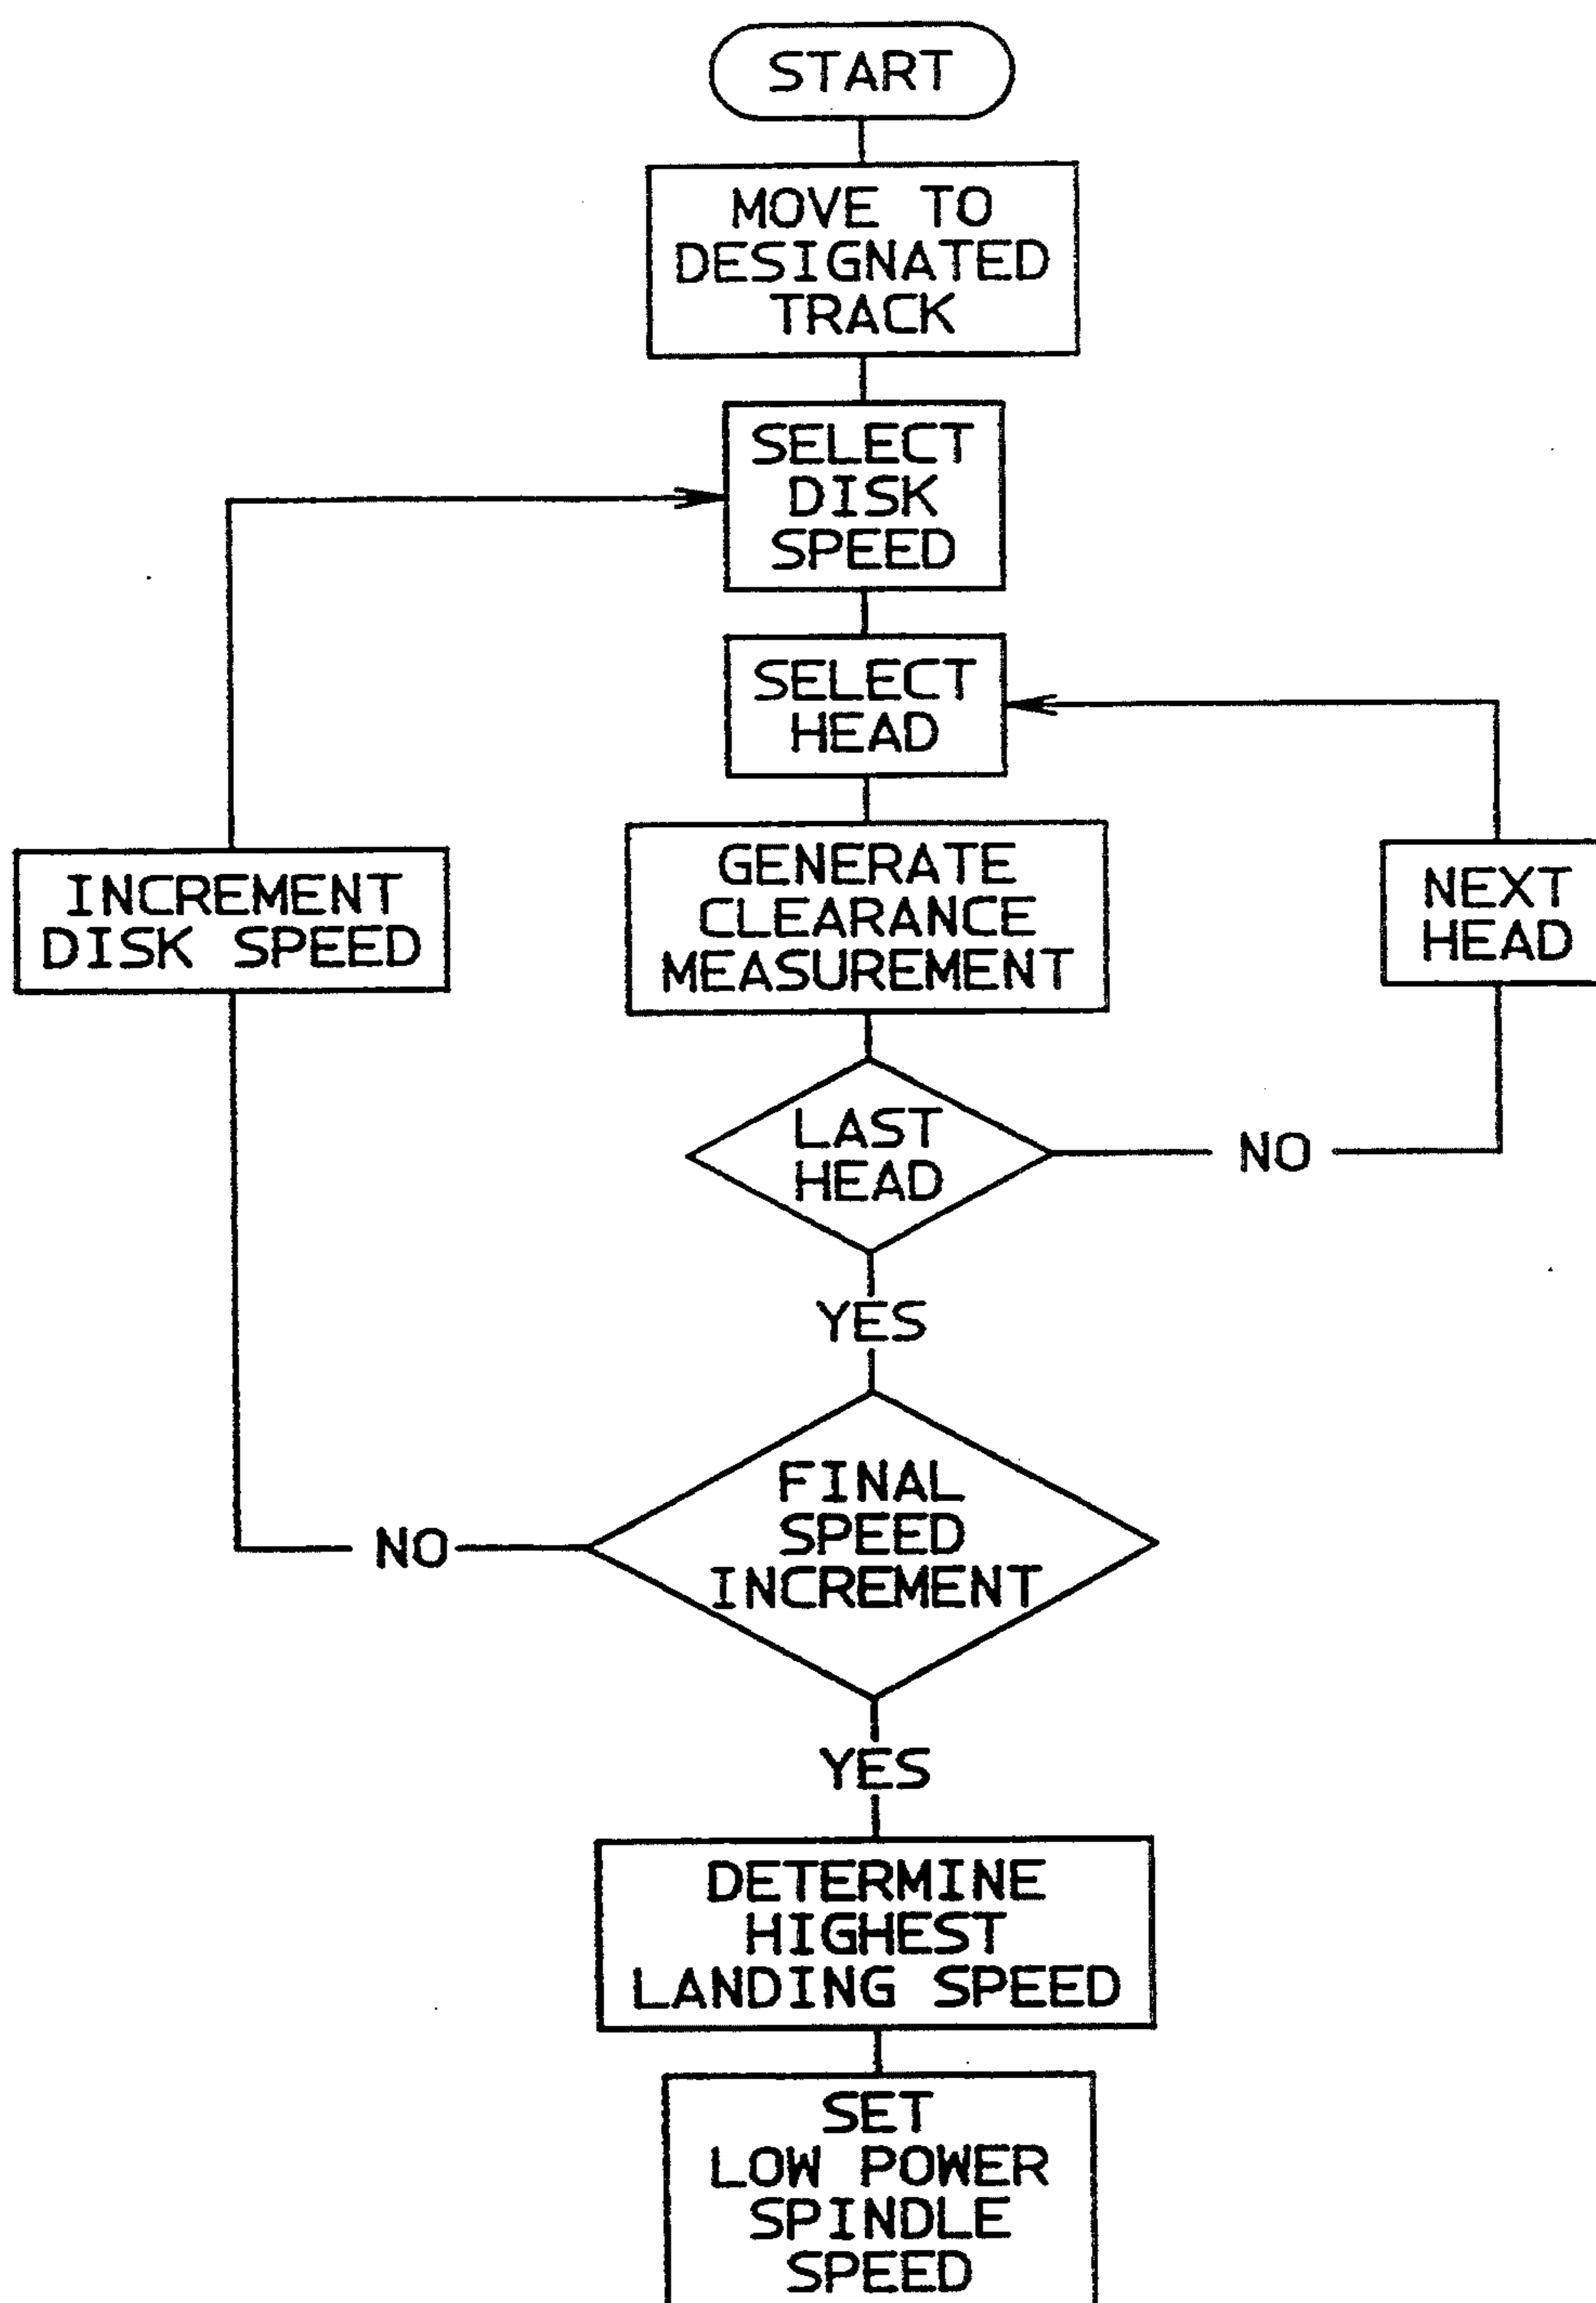 START
MOVE TO
DESIGNATED
TRACK
SELECT
DISK
SPEED
SELECT
HEAD
INCREMENT
DISK SPEED
GENERATE
CLEARANCE
MEASUREMENT
NEXT
HEAD
LAST
HEAD
NO
YES
FINAL
SPEED
INCREMENT
NO
YES
DETERMINE
HIGHEST
LANDING SPEED
SET
LOW POWER
SPINDLE
SPEED